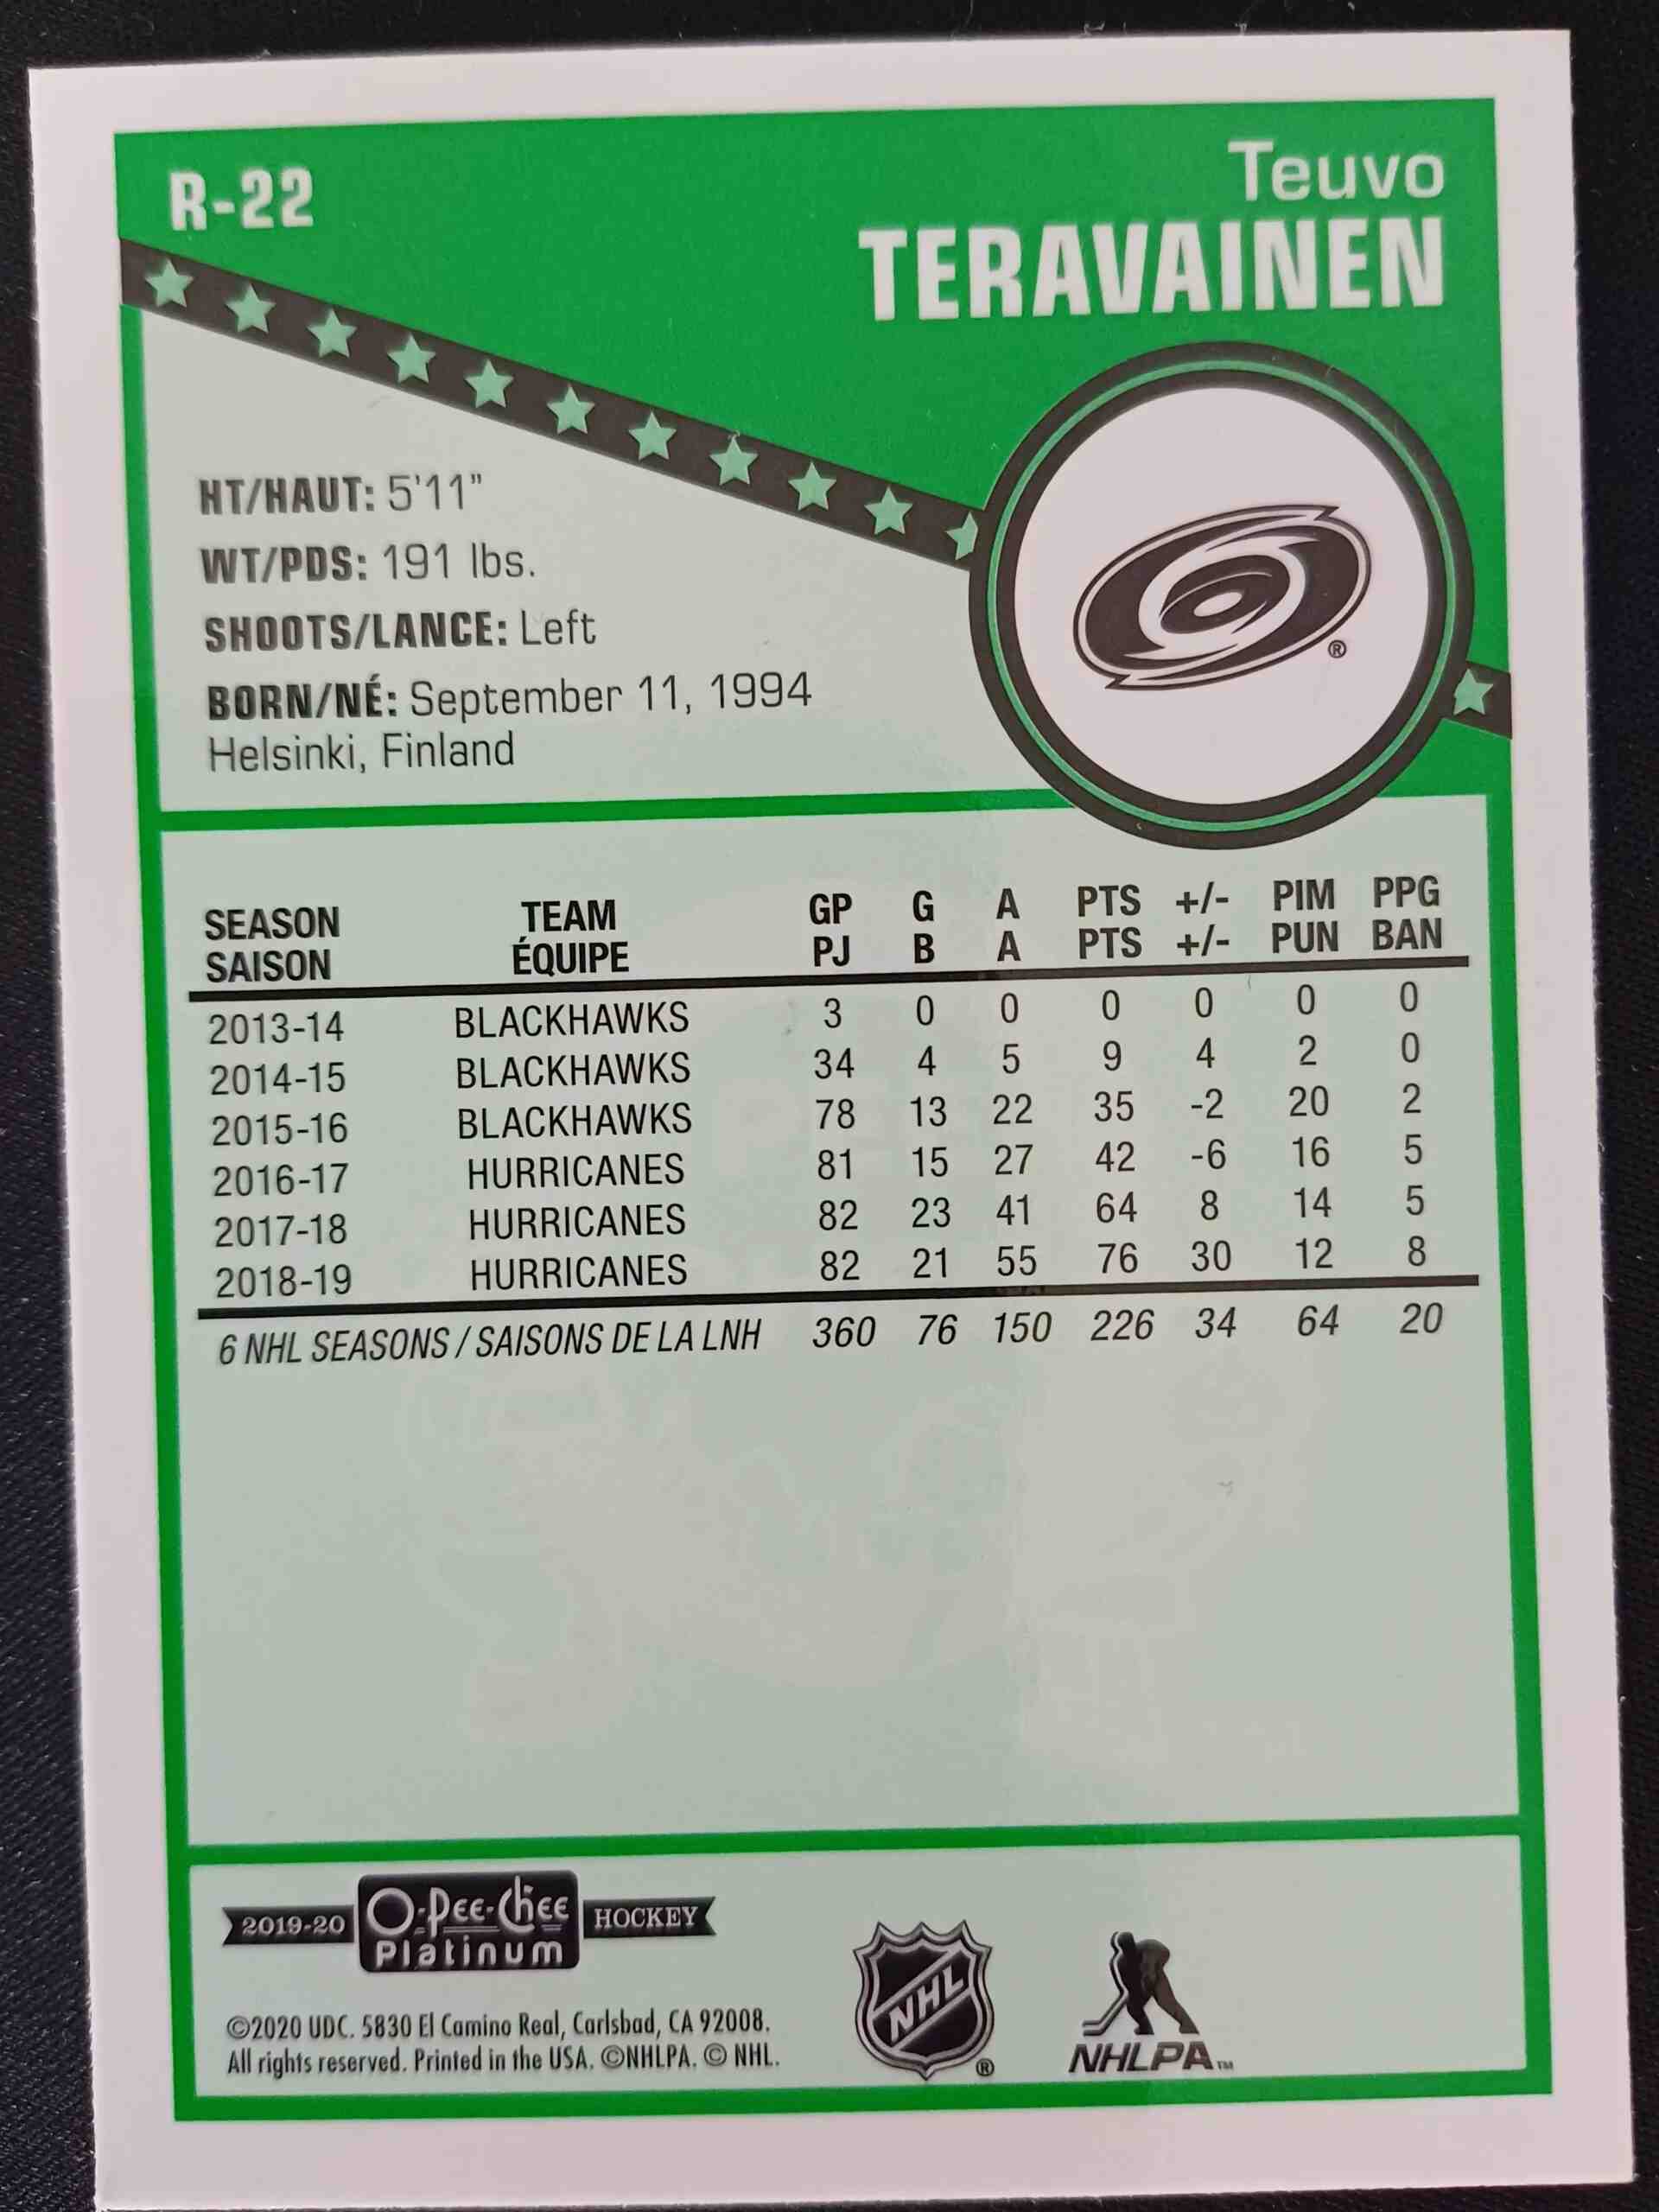 R-22
Teuvo
TERAVAINEN
HT/HAUT: 5'11"
WT/PDS: 191 lbs.
SHOOTS/LANCE: Left
BORN/NÉ: September 11, 1994
Helsinki, Finland
®
SEASON TEAM GP G A PTS +/- PIM PPG
SAISON ÉQUIPE PJ B A PTS +/- PUN BAN
2013-14 BLACKHAWKS 3 0 0 0 0 0 0
2014-15 BLACKHAWKS 34 4 5 9 4 2 0
2015-16 BLACKHAWKS 78 13 22 35 -2 20 2
2016-17 HURRICANES 81 15 27 42 -6 16 5
2017-18 HURRICANES 82 23 41 64 8 14 5
2018-19 HURRICANES 82 21 55 76 30 12 8
6 NHL SEASONS / SAISONS DE LA LNH 360 76 150 226 34 64 20
2019-20 O-Pee-Chee HOCKEY
Platinum
©2020 UDC. 5830 El Camino Real, Carlsbad, CA 92008.
All rights reserved. Printed in the USA. ©NHLPA. © NHL.
NHL ®
NHLPA™